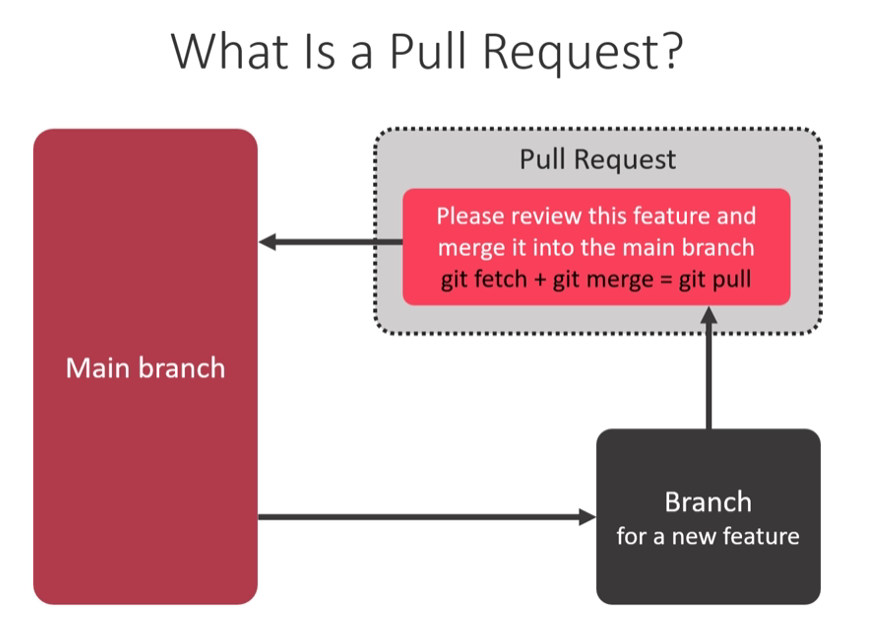 What Is a Pull Request?
Pull Request
Please review this feature and
merge it into the main branch
git fetch + git merge = git pull
Main branch
Branch
for a new feature